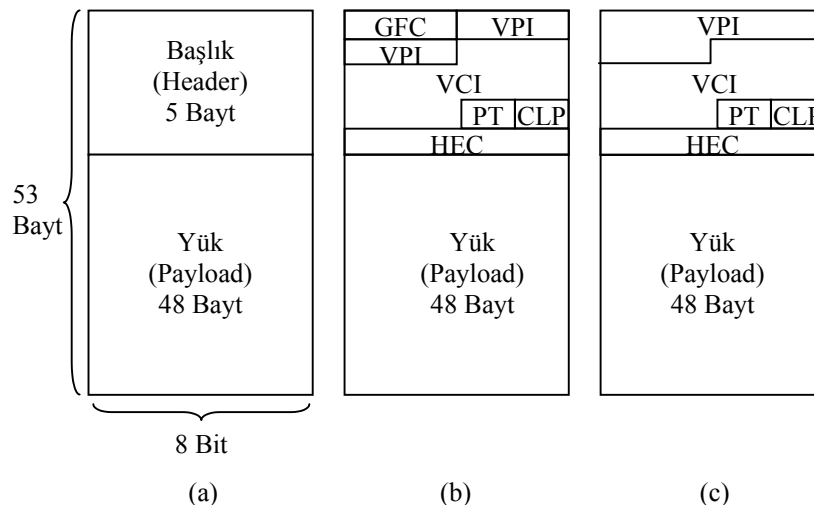 Başlık
(Header)
5 Bayt
53
Bayt
Yük
(Payload)
48 Bayt
8 Bit
(a)
GFC VPI
VPI
VCI
PT CLP
HEC
Yük
(Payload)
48 Bayt
(b)
VPI
VCI
PT CLP
HEC
Yük
(Payload)
48 Bayt
(c)